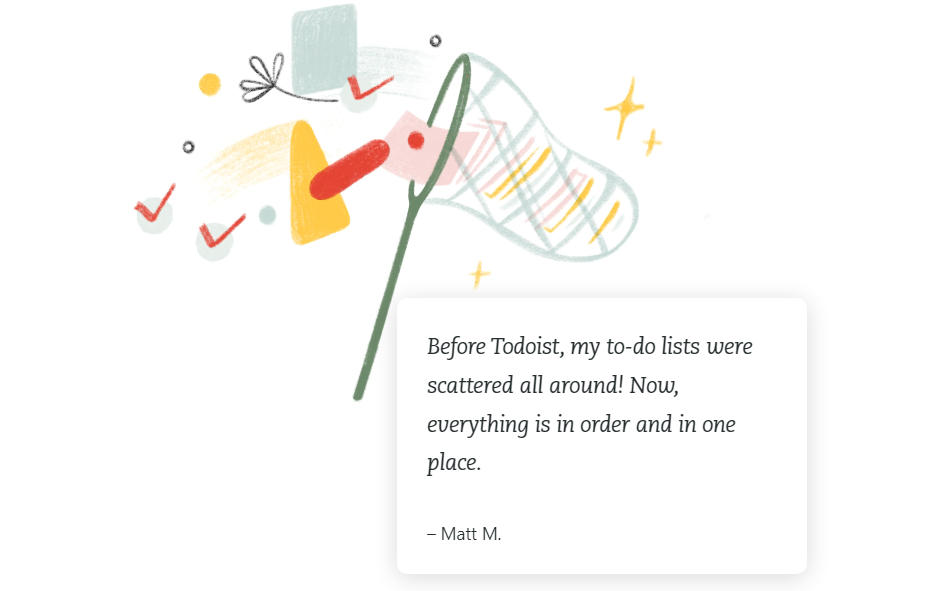 Before Todoist, my to-do lists were
scattered all around! Now,
everything is in order and in one
place.
– Matt M.